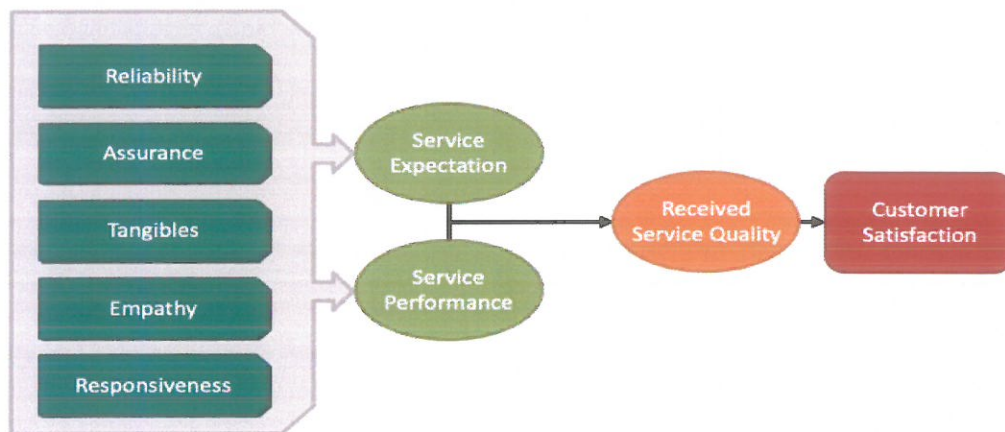 Reliability
Assurance
Tangibles
Empathy
Responsiveness
Service
Expectation
Service
Performance
Received
Service Quality
Customer
Satisfaction